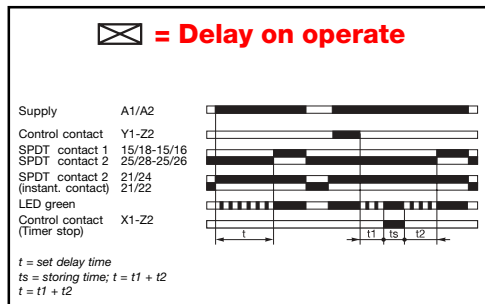 = Delay on operate
Supply A1/A2
Control contact Y1-Z2
SPDT contact 1 15/18-15/16
SPDT contact 2 25/28-25/26
SPDT contact 2 21/24
(instant. contact) 21/22
LED green
Control contact X1-Z2
(Timer stop)
t t1 ts t2
t = set delay time
ts = storing time; t = t1 + t2
t = t1 + t2